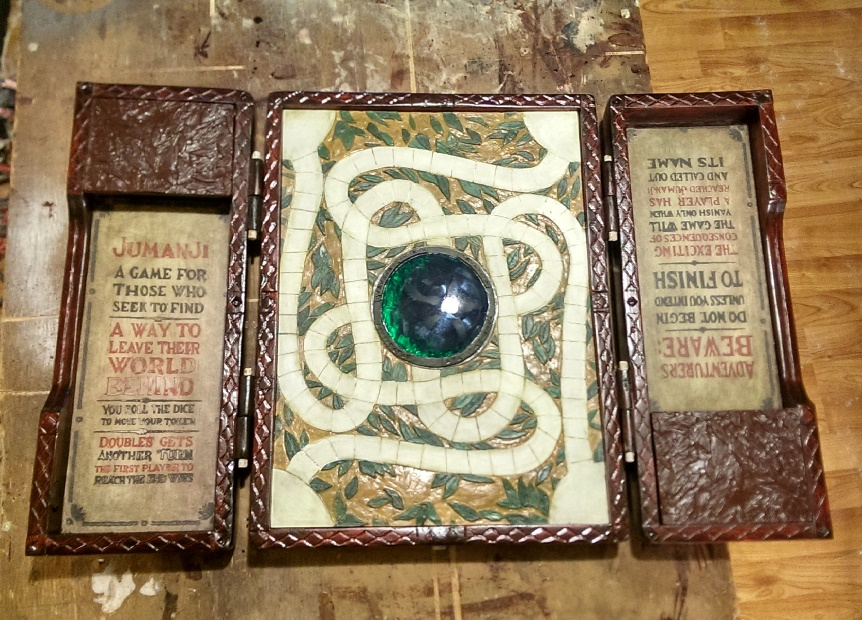 JUMANJI
A GAME FOR
THOSE WHO
SEEK TO FIND
A WAY TO
LEAVE THEIR
WORLD
BEHIND
YOU ROLL THE DICE
TO MOVE YOUR TOKEN
DOUBLES GETS
ANOTHER TURN
THE FIRST PLAYER TO
REACH THE END WINS
ADVENTURERS
BEWARE:
DO NOT BEGIN
UNLESS YOU INTEND
TO FINISH
THE EXCITING
CONSEQUENCES OF
THE GAME WILL
VANISH ONLY WHEN
A PLAYER HAS
REACHED JUMANJI
AND CALLED OUT
ITS NAME